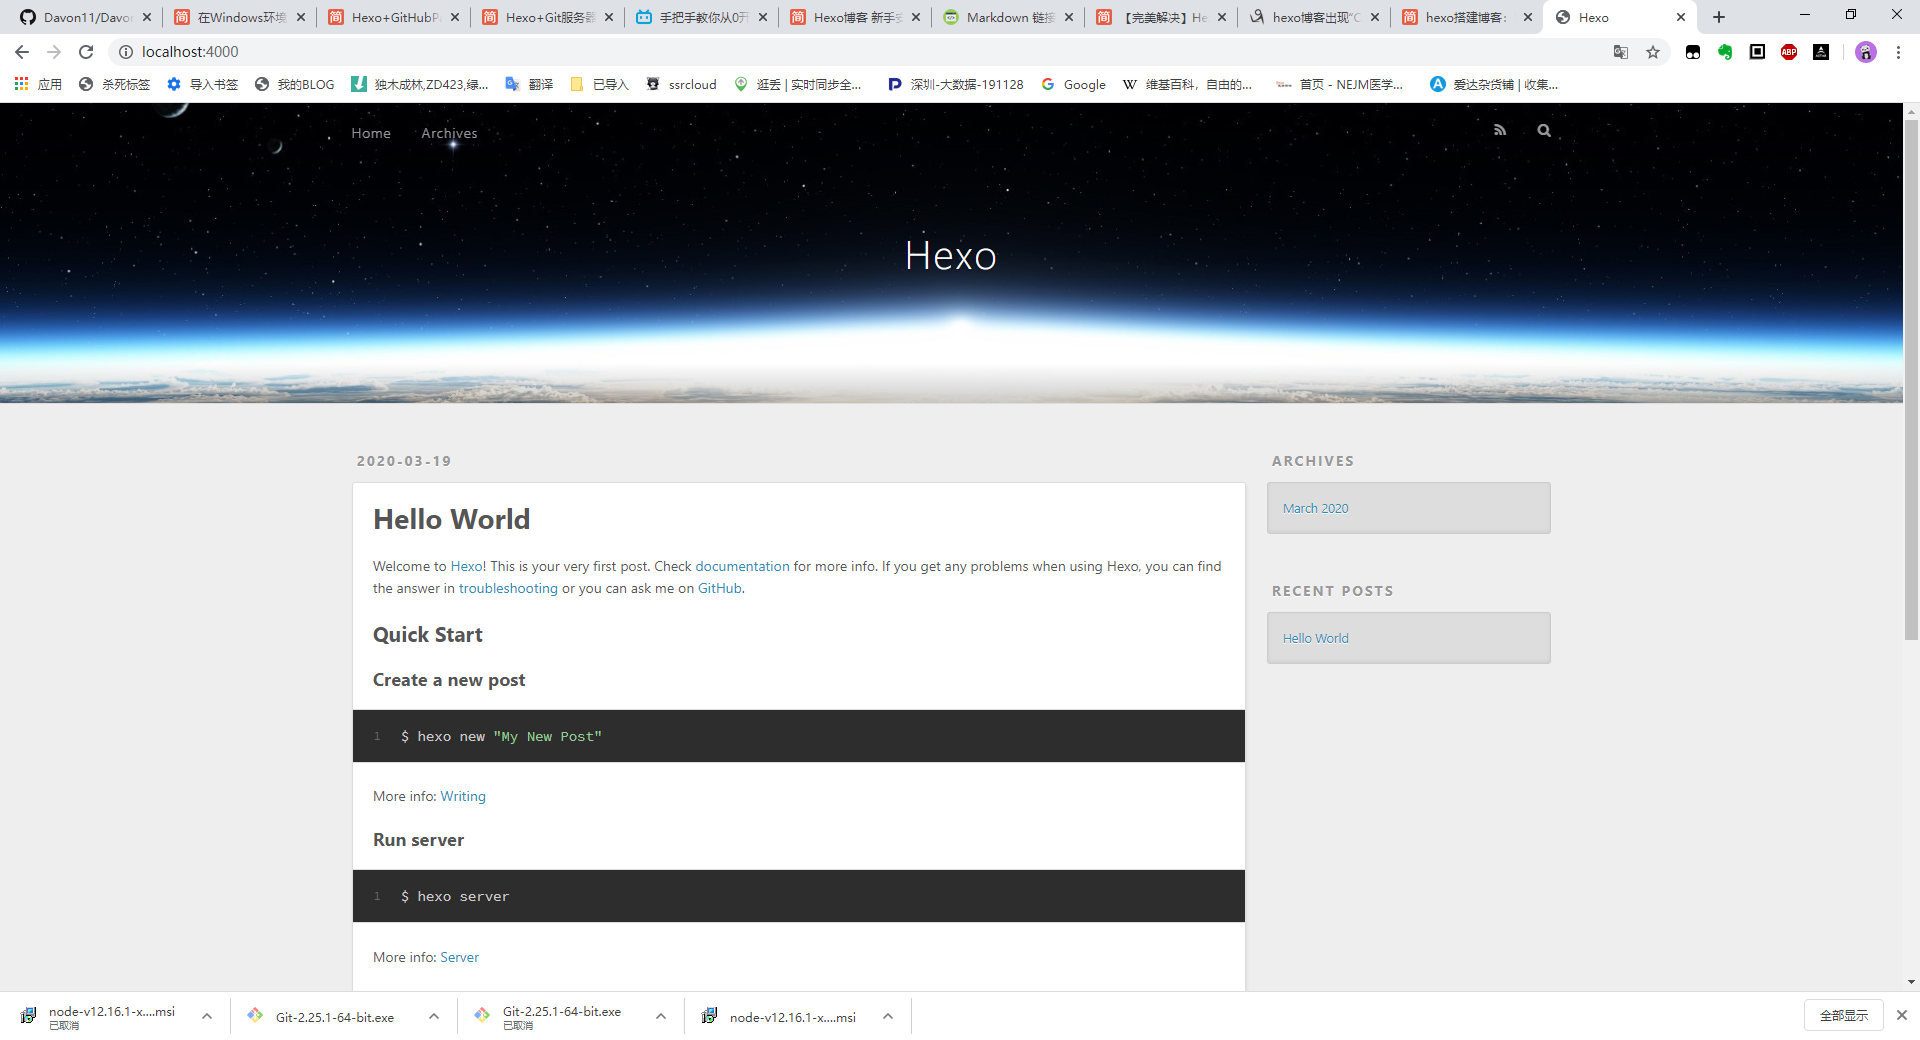 Davon11/Davon
在Windows环境
Hexo+GitHubPa
Hexo+Git服务器
手把手教你从0开
Hexo博客 新手安
Markdown 链接
【完美解决】He
hexo博客出现“C
hexo搭建博客:
Hexo
localhost:4000
应用
杀死标签
导入书签
我的BLOG
独木成林,ZD423,绿...
翻译
已导入
ssrcloud
逛丢 | 实时同步全...
深圳-大数据-191128
Google
维基百科，自由的...
首页 - NEJM医学...
爱达杂货铺 | 收集...
Home
Archives
Hexo
2020-03-19
Hello World
Welcome to Hexo! This is your very first post. Check documentation for more info. If you get any problems when using Hexo, you can find
the answer in troubleshooting or you can ask me on GitHub.
Quick Start
Create a new post
1 $ hexo new "My New Post"
More info: Writing
Run server
1 $ hexo server
More info: Server
ARCHIVES
March 2020
RECENT POSTS
Hello World
node-v12.16.1-x....msi
已取消
Git-2.25.1-64-bit.exe
Git-2.25.1-64-bit.exe
已取消
node-v12.16.1-x....msi
全部显示